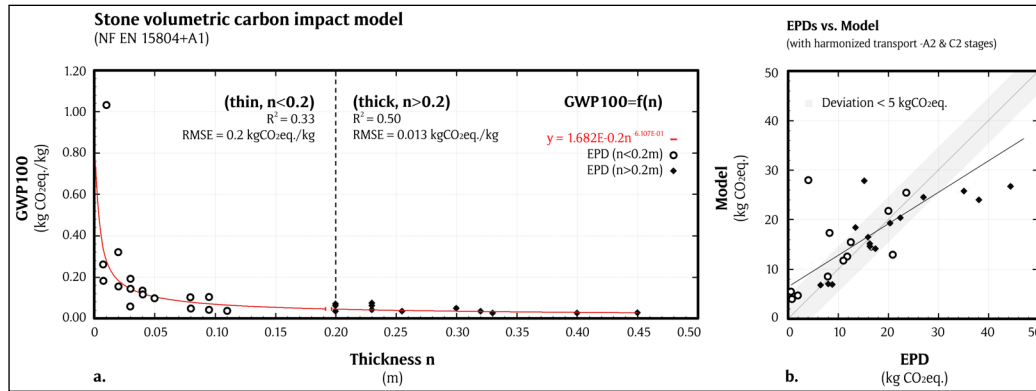 Stone volumetric carbon impact model
(NF EN 15804+A1)
1.20
1.00
0.80
0.60
0.40
0.20
0.00
GWP100
(kg CO2eq./kg)
(thin, n<0.2)
R² = 0.33
RMSE = 0.2 kgCO2eq./kg
(thick, n>0.2)
R² = 0.50
RMSE = 0.013 kgCO2eq./kg
GWP100=f(n)
y = 1.682E-0.2n^-6.107E-01
EPD (n<0.2m)
EPD (n>0.2m)
0 0.05 0.10 0.15 0.20 0.25 0.30 0.35 0.40 0.45 0.50
Thickness n
(m)
a.
EPDs vs. Model
(with harmonized transport -A2 & C2 stages)
Deviation < 5 kgCO2eq.
50
40
30
20
10
0
Model
(kg CO2eq.)
0 10 20 30 40 50
EPD
(kg CO2eq.)
b.